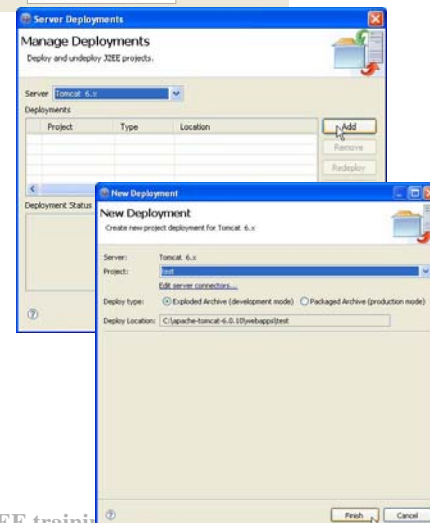 Server Deployments
Manage Deployments
Deploy and undeploy J2EE projects.
Server Tomcat 6.x
Deployments
Project Type Location
Add
Remove
Redeploy
Deployment Status
New Deployment
New Deployment
Create new project deployment for Tomcat 6.x
Server: Tomcat 6.x
Project: test
Edit server connectors...
Deploy type: Exploded Archive (development mode) Packaged Archive (production mode)
Deploy Location: C:\apache-tomcat-6.0.10\webapps\test
Finish Cancel
EE trainin